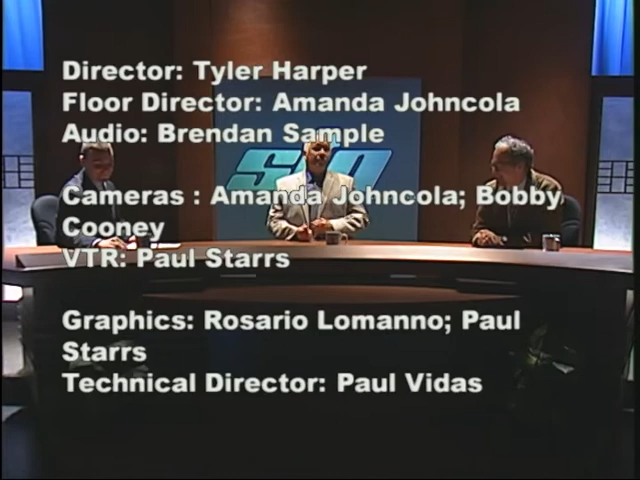 Director: Tyler Harper
Floor Director: Amanda Johncola
Audio: Brendan Sample
Cameras : Amanda Johncola; Bobby
Cooney
VTR: Paul Starrs
Graphics: Rosario Lomanno; Paul
Starrs
Technical Director: Paul Vidas